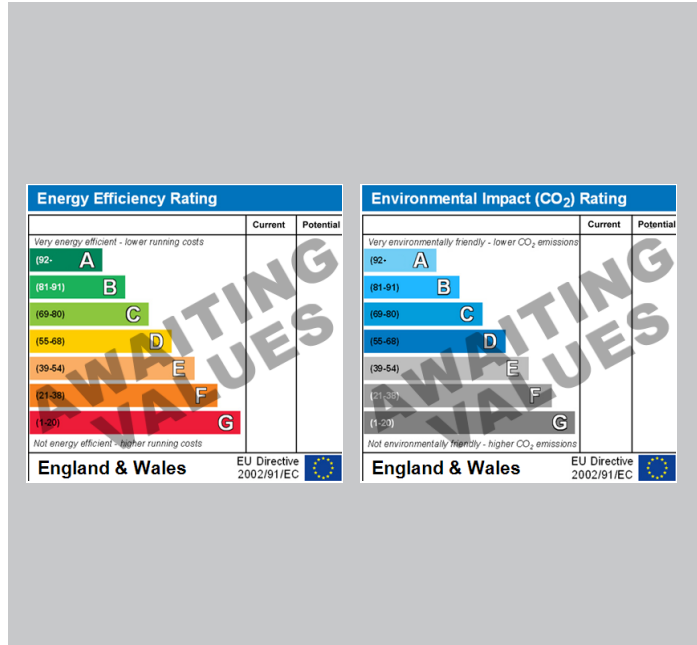 Energy Efficiency Rating
Current Potential
Very energy efficient - lower running costs
(92- A
(81-91) B
(69-80) C
(55-68) D
(39-54) E
(21-38) F
(1-20) G
Not energy efficient - higher running costs
AWAITING
VALUES
England & Wales
EU Directive
2002/91/EC
Environmental Impact (CO₂) Rating
Current Potential
Very environmentally friendly - lower CO₂ emissions
(92- A
(81-91) B
(69-80) C
(55-68) D
(39-54) E
(21-38) F
(1-20) G
Not environmentally friendly - higher CO₂ emissions
AWAITING
VALUES
England & Wales
EU Directive
2002/91/EC